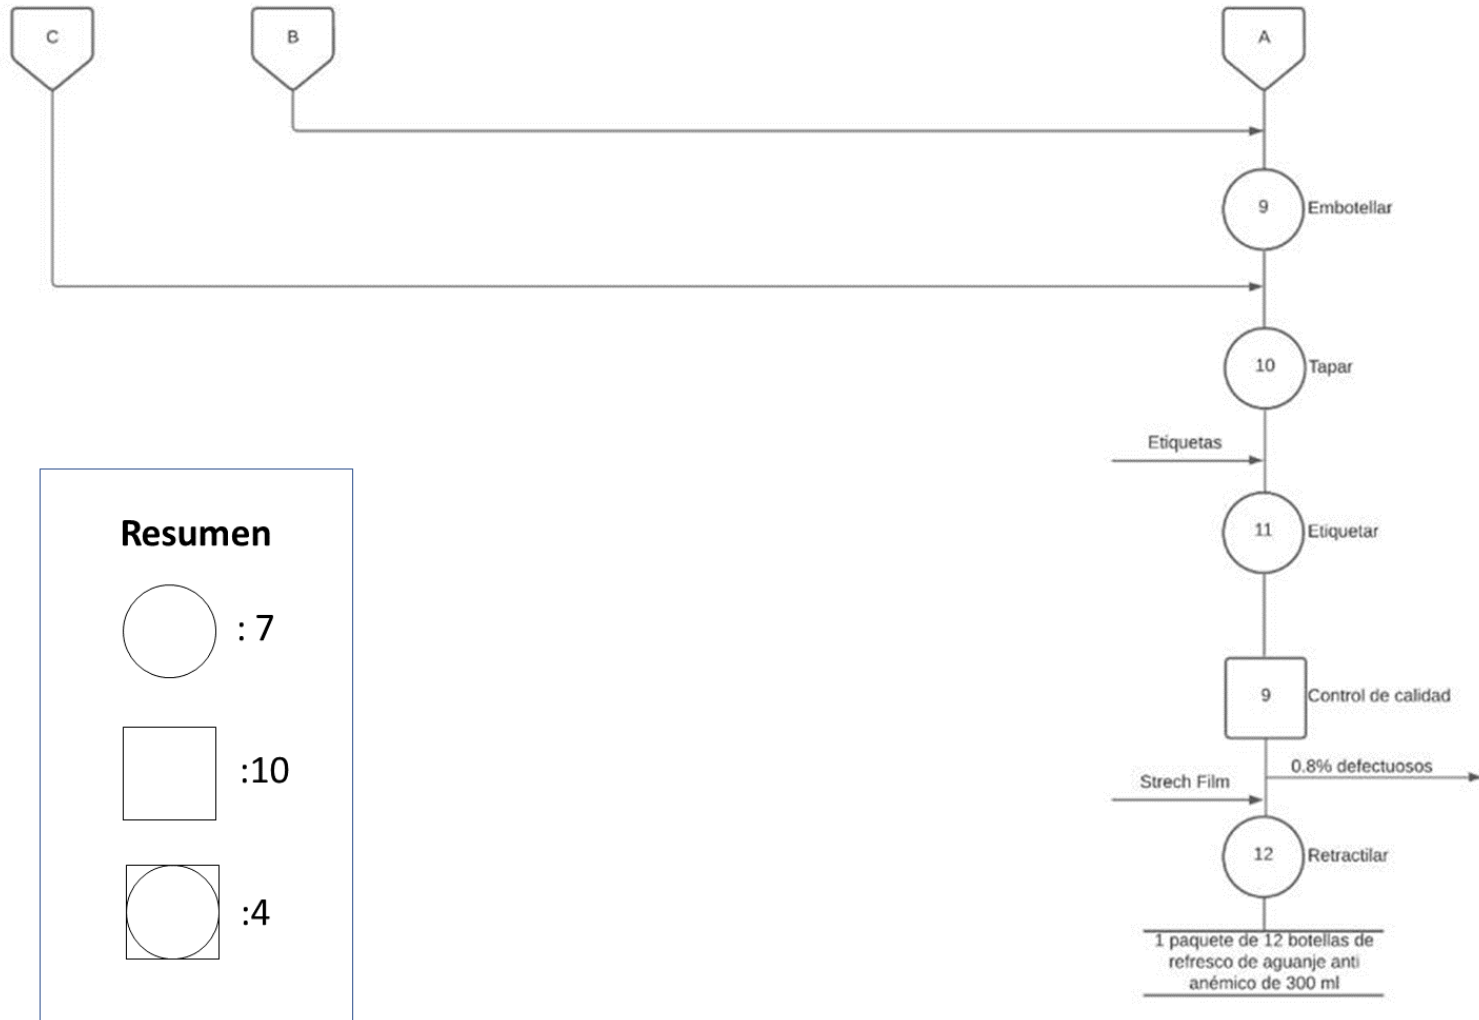 C
B
A
9
Embotellar
10
Tapar
Etiquetas
11
Etiquetar
9
Control de calidad
0.8% defectuosos
Strech Film
12
Retractilar
1 paquete de 12 botellas de
refresco de aguanje anti
anémico de 300 ml
Resumen
: 7
:10
:4